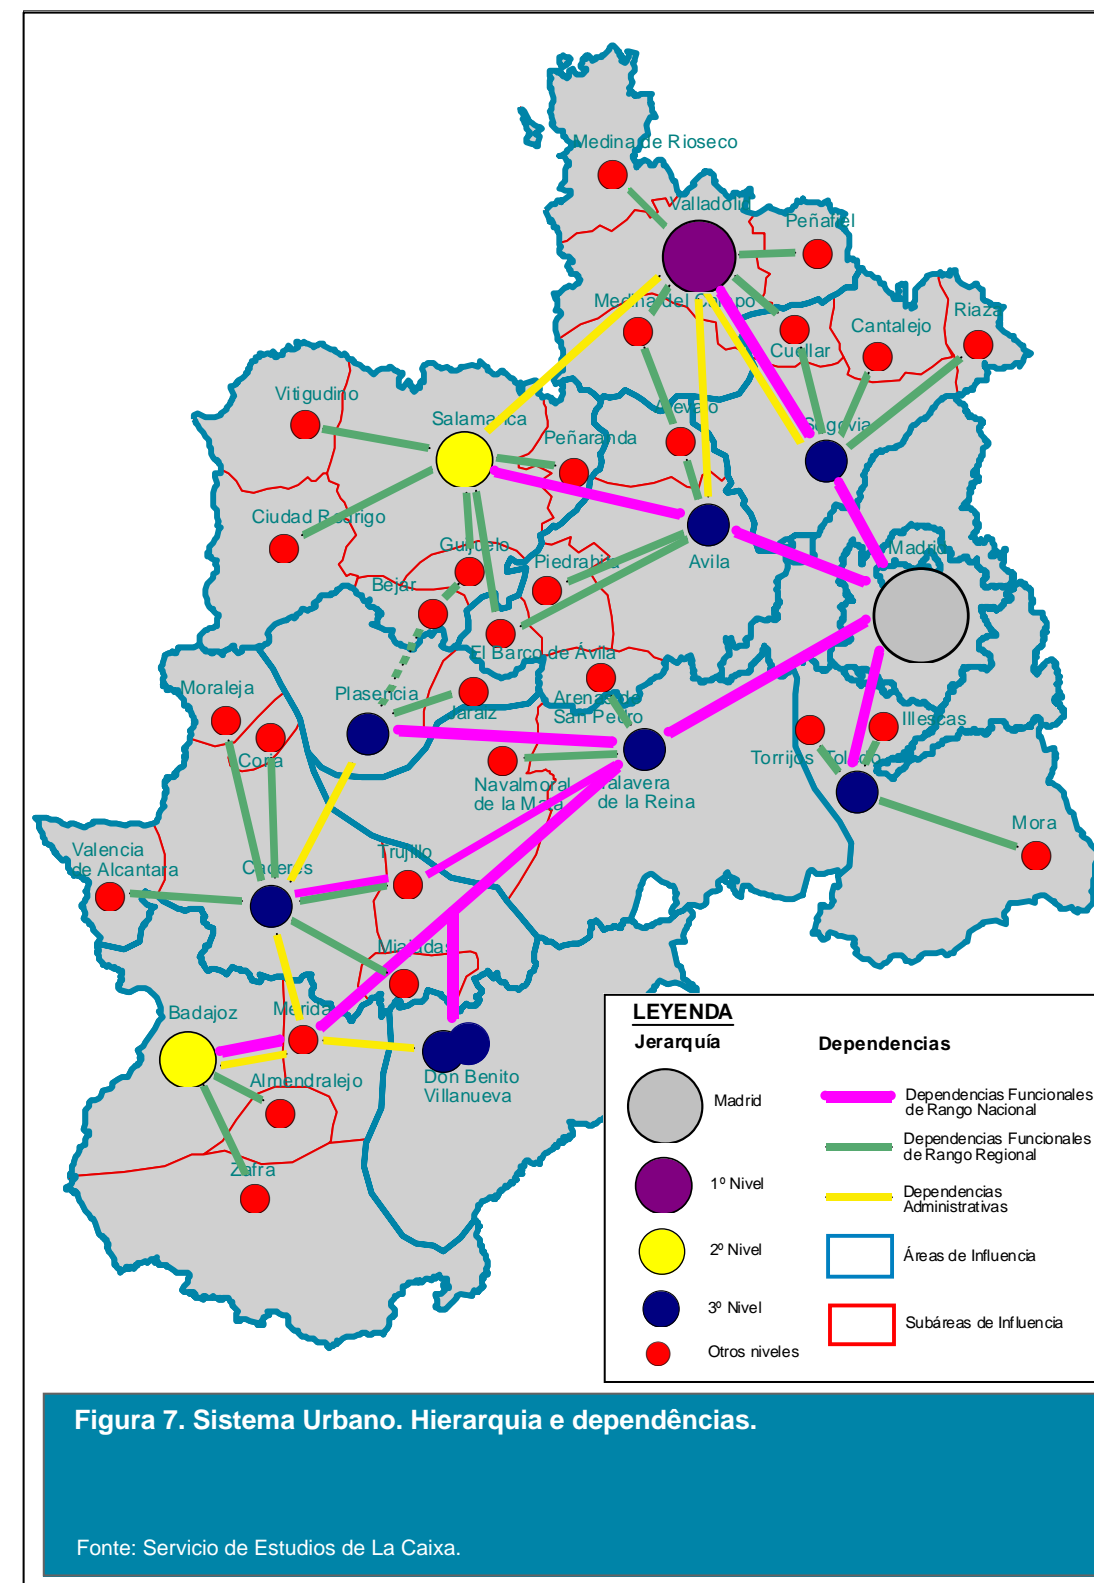 Medina de Rioseco
Valladolid
Peñafiel
Medina del Campo
Riaza
Cantalejo
Cuellar
Vitigudino
Salamanca
Arevalo
Segovia
Peñaranda
Ciudad Rodrigo
Guijuelo
Piedrahita
Avila
Madrid
Bejar
El Barco de Ávila
Moraleja
Plasencia
Jaraiz
Arenas de
San Pedro
Illescas
Coria
Torrijos
Toledo
Navalmoral
de la Mata
Talavera
de la Reina
Mora
Valencia
de Alcantara
Caceres
Trujillo
Miajadas
Badajoz
Merida
Almendralejo
Don Benito
Villanueva
Zafra
LEYENDA
Jerarquía
Madrid
1º Nivel
2º Nivel
3º Nivel
Otros niveles
Dependencias
Dependencias Funcionales
de Rango Nacional
Dependencias Funcionales
de Rango Regional
Dependencias
Administrativas
Áreas de Influencia
Subáreas de Influencia
Figura 7. Sistema Urbano. Hierarquia e dependências.
Fonte: Servicio de Estudios de La Caixa.